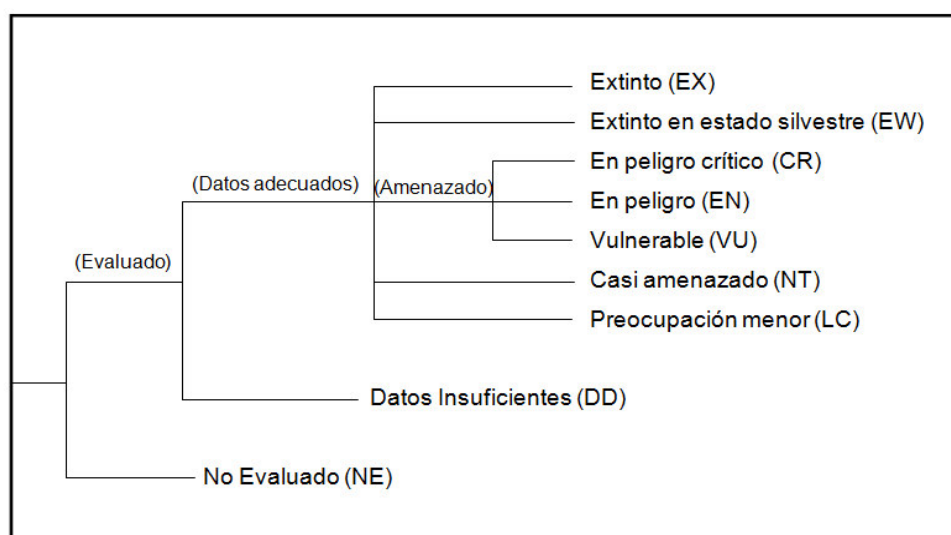 Extinto (EX)
Extinto en estado silvestre (EW)
En peligro crítico (CR)
(Datos adecuados)
(Amenazado)
En peligro (EN)
Vulnerable (VU)
(Evaluado)
Casi amenazado (NT)
Preocupación menor (LC)
Datos Insuficientes (DD)
No Evaluado (NE)